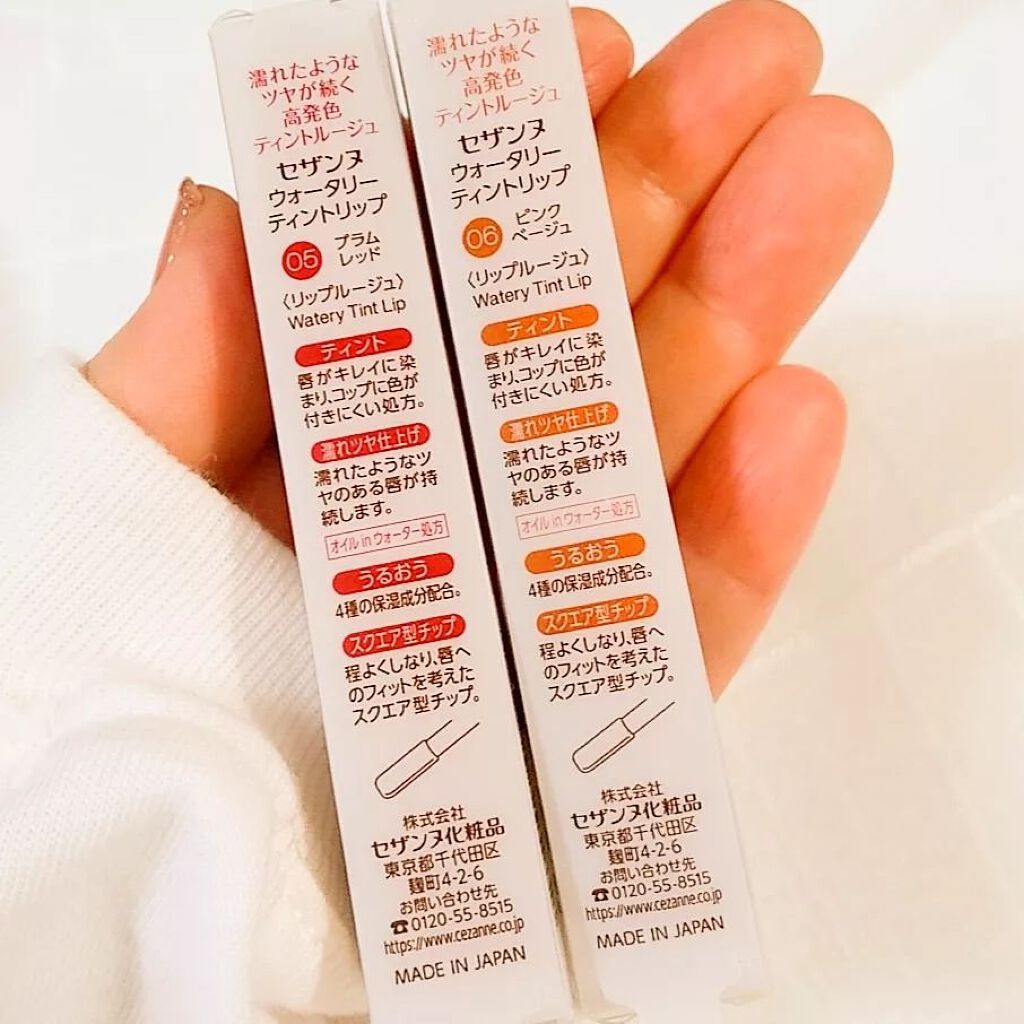 濡れたような
ツヤが続く
高発色
ティントルージュ
セザンヌ
ウォータリー
ティントリップ
05 プラム
レッド
〈リップルージュ〉
Watery Tint Lip
ティント
唇がキレイに染
まり、コップに色が
付きにくい処方。
濡れツヤ仕上げ
濡れたようなツ
ヤのある唇が持
続します。
オイル in ウォーター処方
うるおう
4種の保湿成分配合。
スクエア型チップ
程よくしなり、唇へ
のフィットを考えた
スクエア型チップ。
株式会社
セザンヌ化粧品
東京都千代田区
麹町4-2-6
お問い合わせ先
☎0120-55-8515
https://www.cezanne.co.jp
MADE IN JAPAN
濡れたような
ツヤが続く
高発色
ティントルージュ
セザンヌ
ウォータリー
ティントリップ
06 ピンク
ベージュ
〈リップルージュ〉
Watery Tint Lip
ティント
唇がキレイに染
まり、コップに色が
付きにくい処方。
濡れツヤ仕上げ
濡れたようなツ
ヤのある唇が持
続します。
オイル in ウォーター処方
うるおう
4種の保湿成分配合。
スクエア型チップ
程よくしなり、唇へ
のフィットを考えた
スクエア型チップ。
株式会社
セザンヌ化粧品
東京都千代田区
麹町4-2-6
お問い合わせ先
☎0120-55-8515
https://www.cezanne.co.jp
MADE IN JAPAN